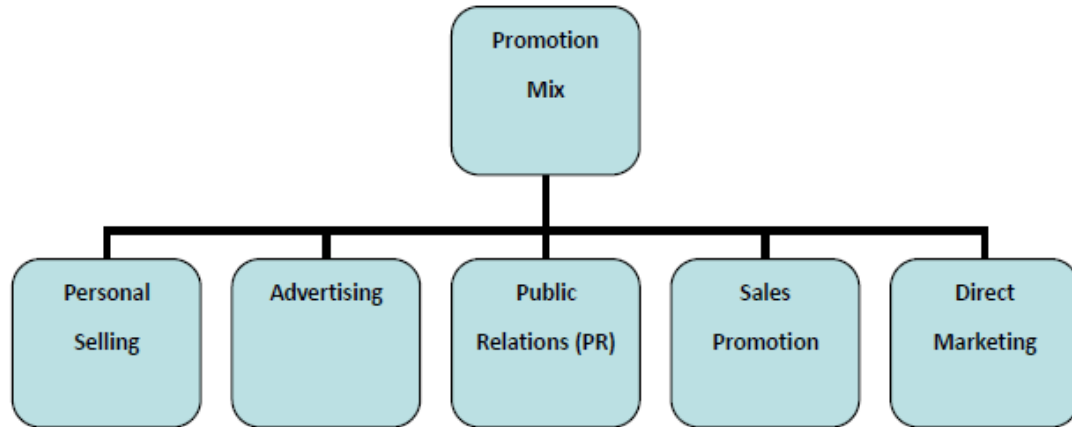 Promotion
Mix
Personal
Selling
Advertising
Public
Relations (PR)
Sales
Promotion
Direct
Marketing